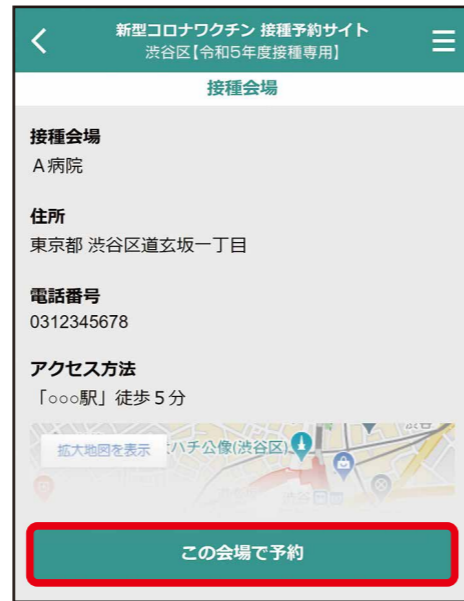 新型コロナワクチン 接種予約サイト
渋谷区【令和5年度接種専用】
接種会場
接種会場
A病院
住所
東京都 渋谷区道玄坂一丁目
電話番号
0312345678
アクセス方法
「○○○駅」徒歩5分
拡大地図を表示
ハチ公像(渋谷区)
この会場で予約